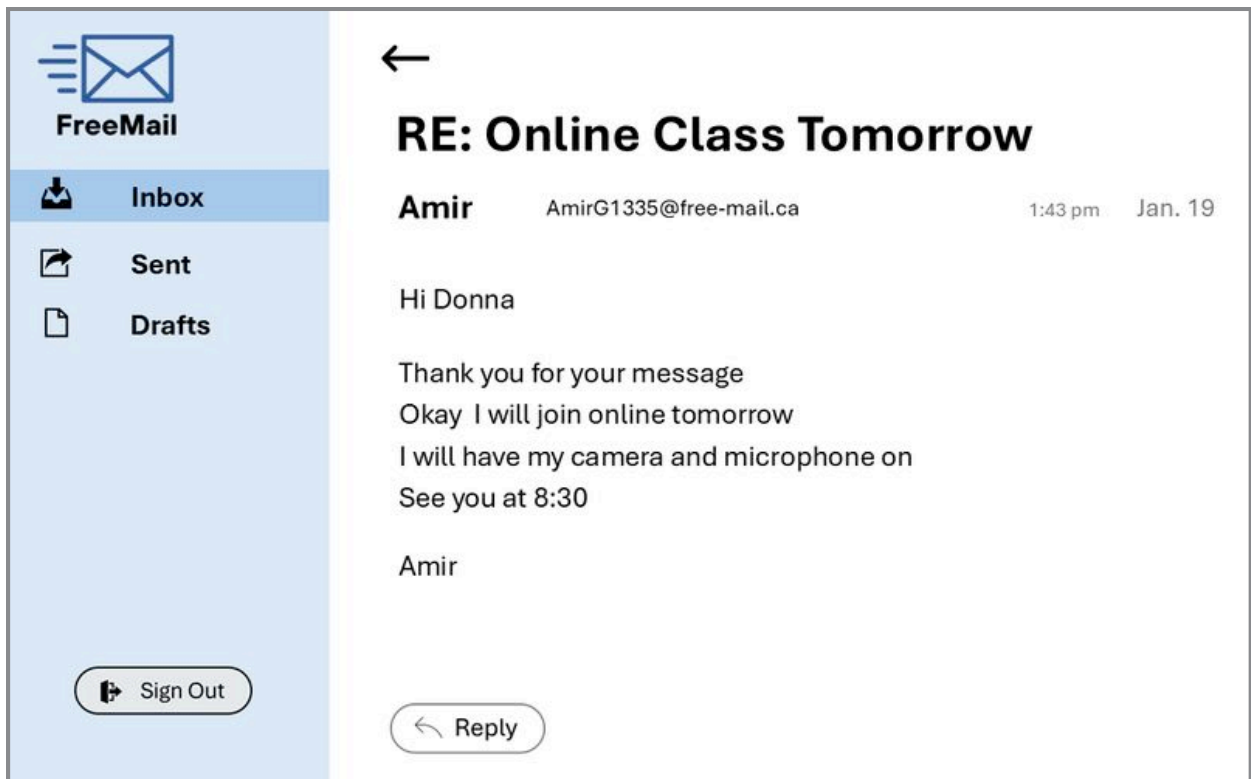 FreeMail
Inbox
Sent
Drafts
Sign Out
RE: Online Class Tomorrow
Amir AmirG1335@free-mail.ca 1:43 pm Jan. 19
Hi Donna
Thank you for your message
Okay  I will join online tomorrow
I will have my camera and microphone on
See you at 8:30
Amir
Reply